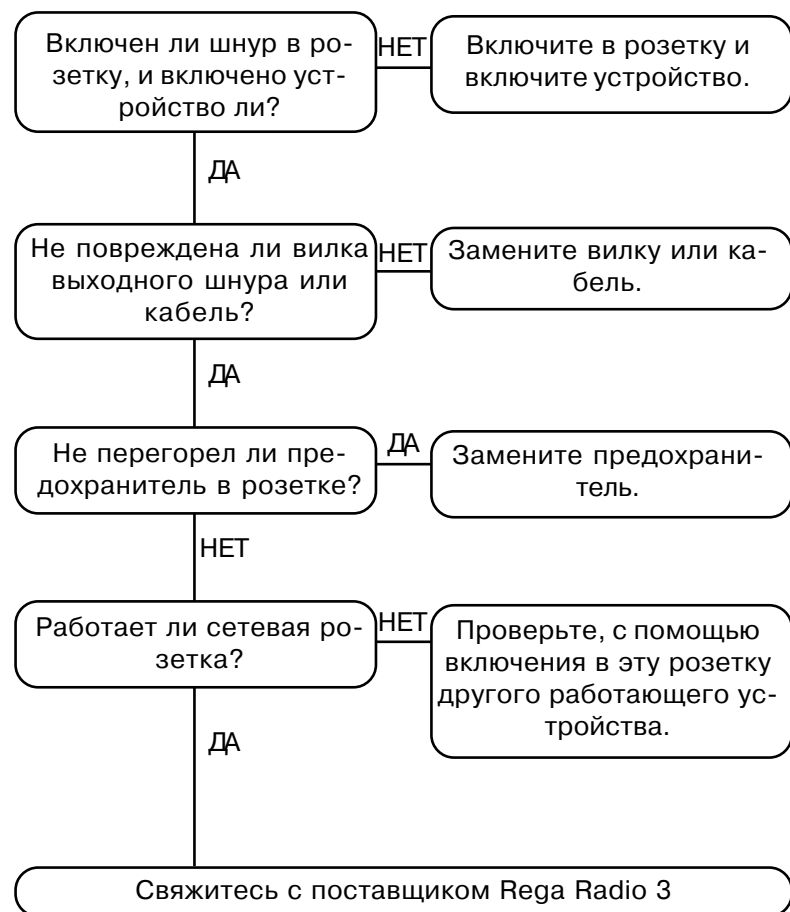 Включен ли шнур в ро-
зетку, и включено уст-
ройство ли?
НЕТ
Включите в розетку и
включите устройство.
ДА
Не повреждена ли вилка
выходного шнура или
кабель?
НЕТ
Замените вилку или ка-
бель.
ДА
Не перегорел ли пре-
дохранитель в розетке?
ДА
Замените предохрани-
тель.
НЕТ
Работает ли сетевая ро-
зетка?
НЕТ
Проверьте, с помощью
включения в эту розетку
другого работающего ус-
тройства.
ДА
Свяжитесь с поставщиком Rega Radio 3